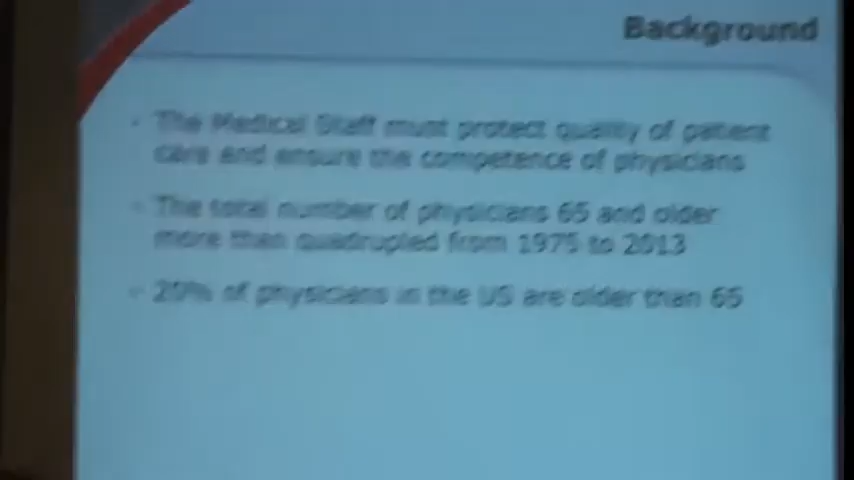 Background
The Medical Staff must protect quality of patient
care and ensure the competence of physicians
The total number of physicians 65 and older
more than quadrupled from 1975 to 2013
20% of physicians in the US are older than 65